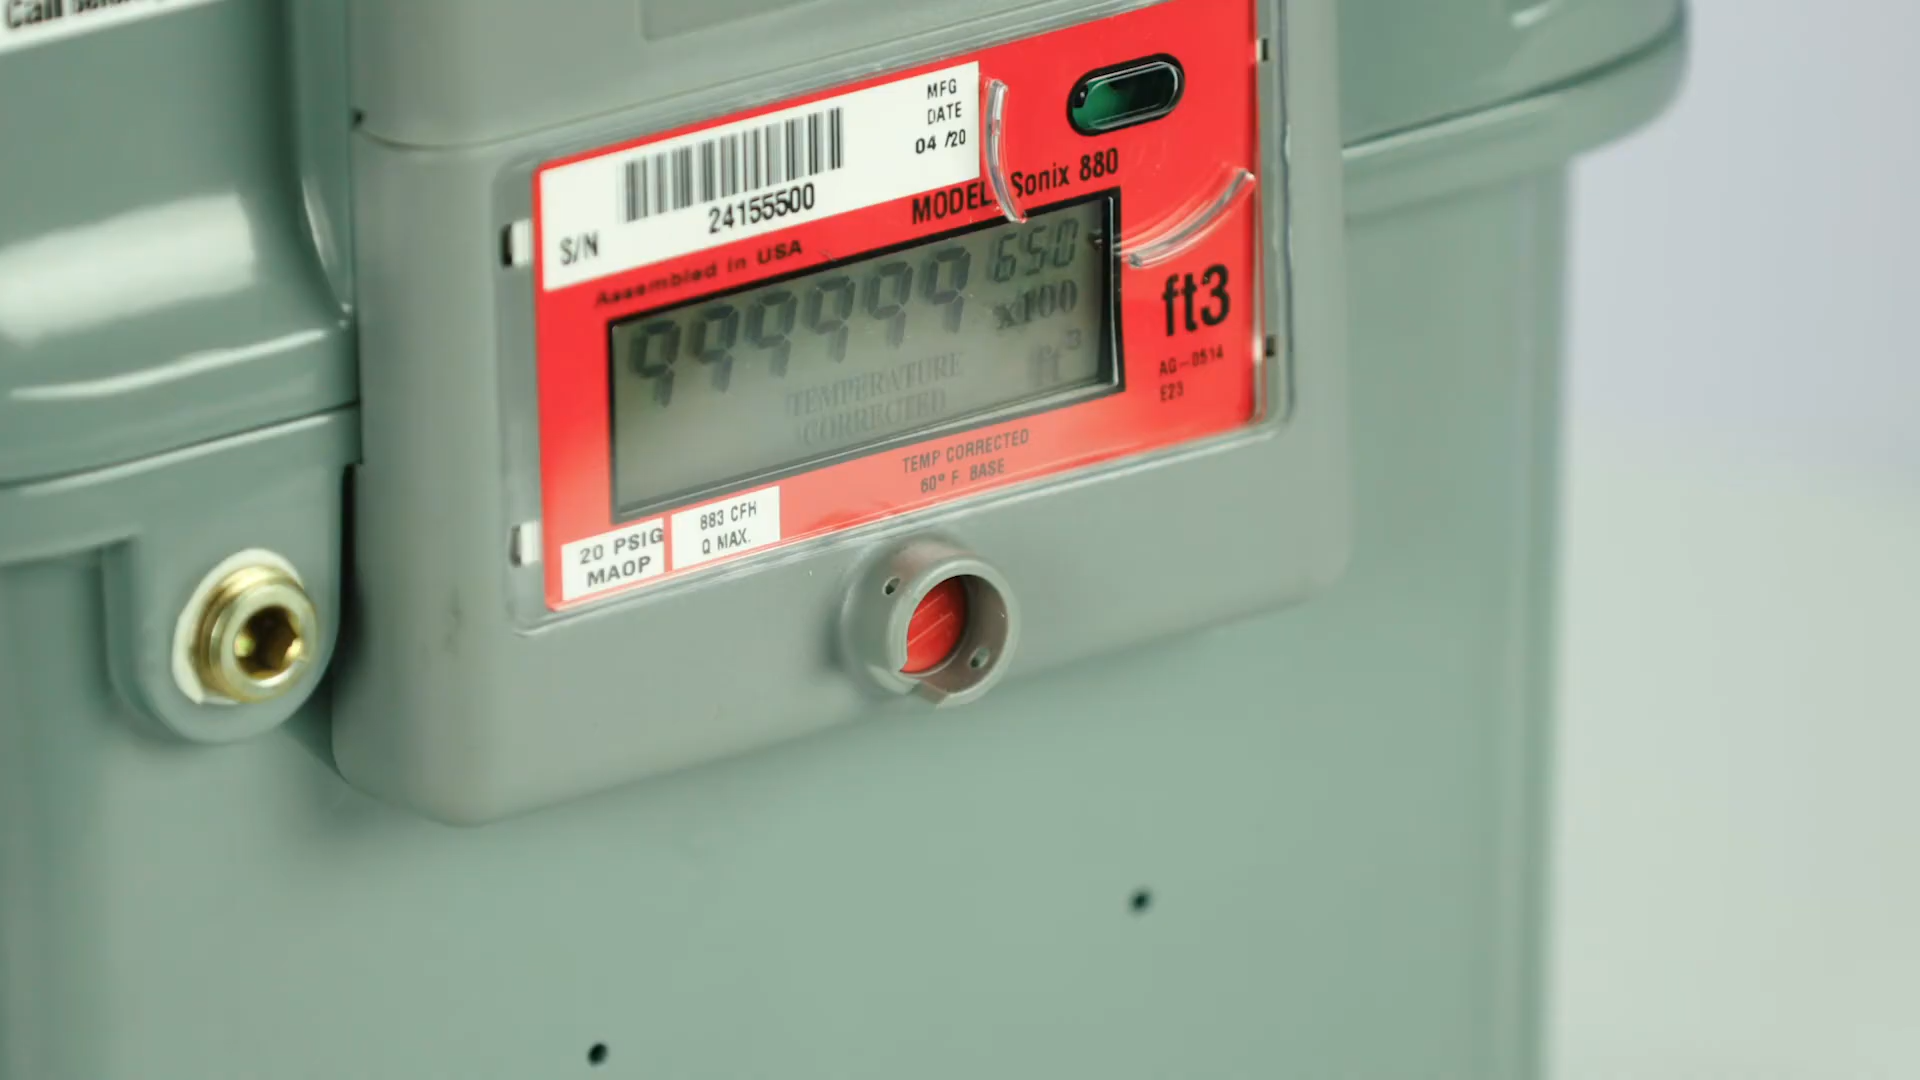 Call
MFG
DATE
04 /20
24155500
S/N
MODEL Sonix 880
Assembled in USA
999999 650
x100
ft3
TEMPERATURE
CORRECTED
ft3
AG-0514
E23
TEMP CORRECTED
60° F BASE
883 CFH
Q MAX.
20 PSIG
MAOP